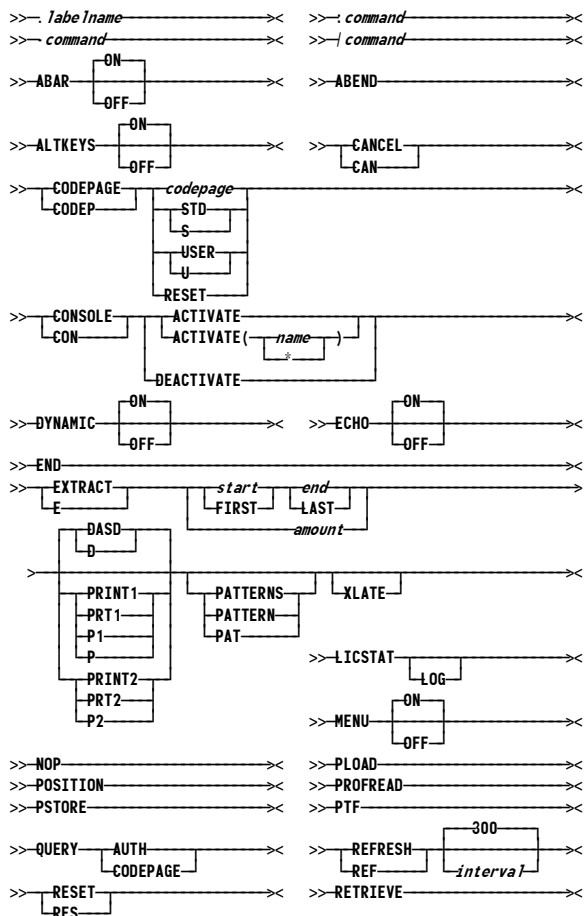 >>—.labelname—>< >>—:command—><
>>—-command—>< >>—/command—><
ON
>>—ABAR—>< >>—ABEND—><
OFF
ON
>>—ALTKEYS—>< >>—CANCEL—><
OFF CAN
>>—CODEPAGE—codepage—><
CODEP STD
S
USER
U
RESET
>>—CONSOLE—ACTIVATE—><
CON ACTIVATE(—name—)
*
DEACTIVATE
ON ON
>>—DYNAMIC—>< >>—ECHO—><
OFF OFF
>>—END—><
>>—EXTRACT—start—end—>
E FIRST LAST
amount
DASD
D
>—><
PRINT1 PATTERNS XLATE
PRT1 PATTERN
P1 PAT
P
>>—LICSTAT—><
PRINT2 LOG
PRT2 ON
P2 >>—MENU—><
OFF
>>—NOP—>< >>—PLOAD—><
>>—POSITION—>< >>—PROFREAD—><
>>—PSTORE—>< >>—PTF—><
300
>>—QUERY—AUTH—>< >>—REFRESH—><
CODEPAGE REF interval
>>—RESET—>< >>—RETRIEVE—><
RES